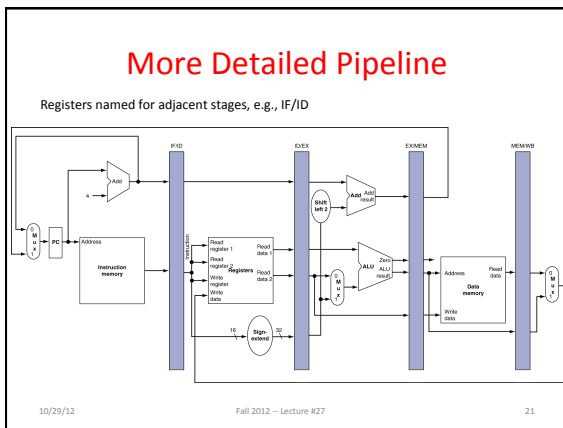 More Detailed Pipeline
Registers named for adjacent stages, e.g., IF/ID
IF/ID
ID/EX
EX/MEM
MEM/WB
Add
4
0
M
u
x
1
PC
Address
Instruction
memory
Instruction
Read
register 1
Read
register 2
Write
register
Write
data
Registers
Read
data 1
Read
data 2
16
Sign-
extend
32
Shift
left 2
0
M
u
x
1
Add
Add
result
ALU
Zero
ALU
result
Address
Write
data
Data
memory
Read
data
0
M
u
x
1
10/29/12
Fall 2012 -- Lecture #27
21